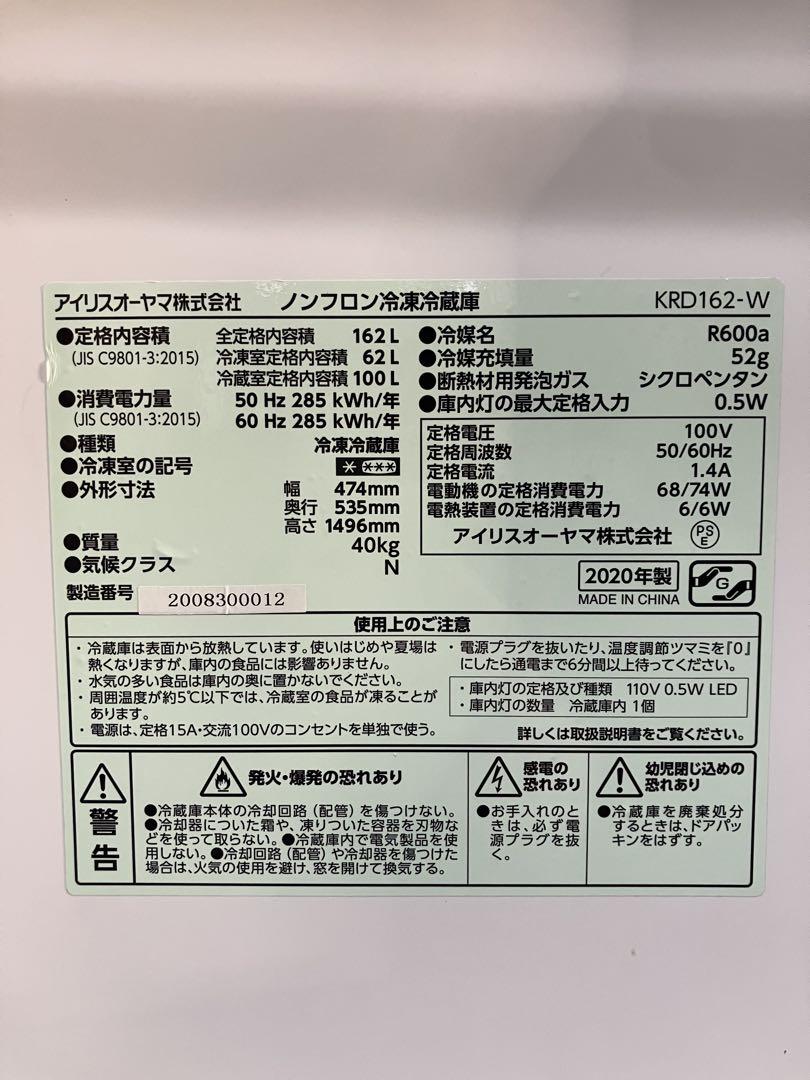 アイリスオーヤマ株式会社 ノンフロン冷凍冷蔵庫 KRD162-W
●定格内容積 全定格内容積 162L
(JIS C9801-3:2015) 冷凍室定格内容積 62L
冷蔵室定格内容積 100L
●消費電力量 50 Hz 285 kWh/年
(JIS C9801-3:2015) 60 Hz 285 kWh/年
●種類 冷凍冷蔵庫
●冷凍室の記号
●外形寸法 幅 474mm
奥行 535mm
高さ 1496mm
●質量 40kg
●気候クラス N
製造番号 2008300012
●冷媒名 R600a
●冷媒充填量 52g
●断熱材用発泡ガス シクロペンタン
●庫内灯の最大定格入力 0.5W
定格電圧 100V
定格周波数 50/60Hz
定格電流 1.4A
電動機の定格消費電力 68/74W
電熱装置の定格消費電力 6/6W
アイリスオーヤマ株式会社 PSE
2020年製
MADE IN CHINA G
使用上のご注意
・冷蔵庫は表面から放熱しています。使いはじめや夏場は
熱くなりますが、庫内の食品には影響ありません。
・水気の多い食品は庫内の奥に置かないでください。
・周囲温度が約5℃以下では、冷蔵室の食品が凍ることが
あります。
・電源は、定格15A・交流100Vのコンセントを単独で使う。
・電源プラグを抜いたり、温度調節ツマミを『0』
にしたら通電まで6分間以上待ってください。
・庫内灯の定格及び種類 110V 0.5W LED
・庫内灯の数量 冷蔵庫内 1個
詳しくは取扱説明書をご覧ください。
警告
発火・爆発の恐れあり
●冷蔵庫本体の冷却回路(配管)を傷つけない。
●冷却器についた霜や、凍りついた容器を刃物な
どを使って取らない。●冷蔵庫内で電気製品を使
用しない。●冷却回路(配管)や冷却器を傷つけた
場合は、火気の使用を避け、窓を開けて換気する。
感電の
恐れあり
●お手入れのと
きは、必ず電
源プラグを抜
く。
幼児閉じ込めの
恐れあり
●冷蔵庫を廃棄処分
するときは、ドアパッ
キンをはずす。